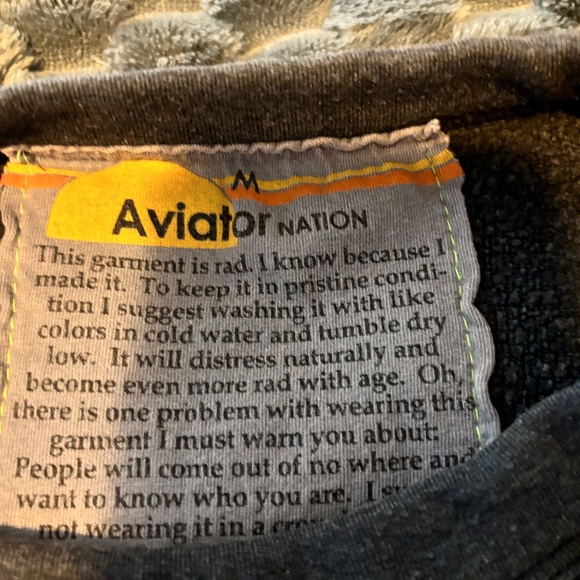 M
Aviator NATION
This garment is rad. I know because I
made it. To keep it in pristine condi-
tion I suggest washing it with like
colors in cold water and tumble dry
low. It will distress naturally and
become even more rad with age. Oh,
there is one problem with wearing this
garment I must warn you about:
People will come out of no where and
want to know who you are. I
not wearing it in a